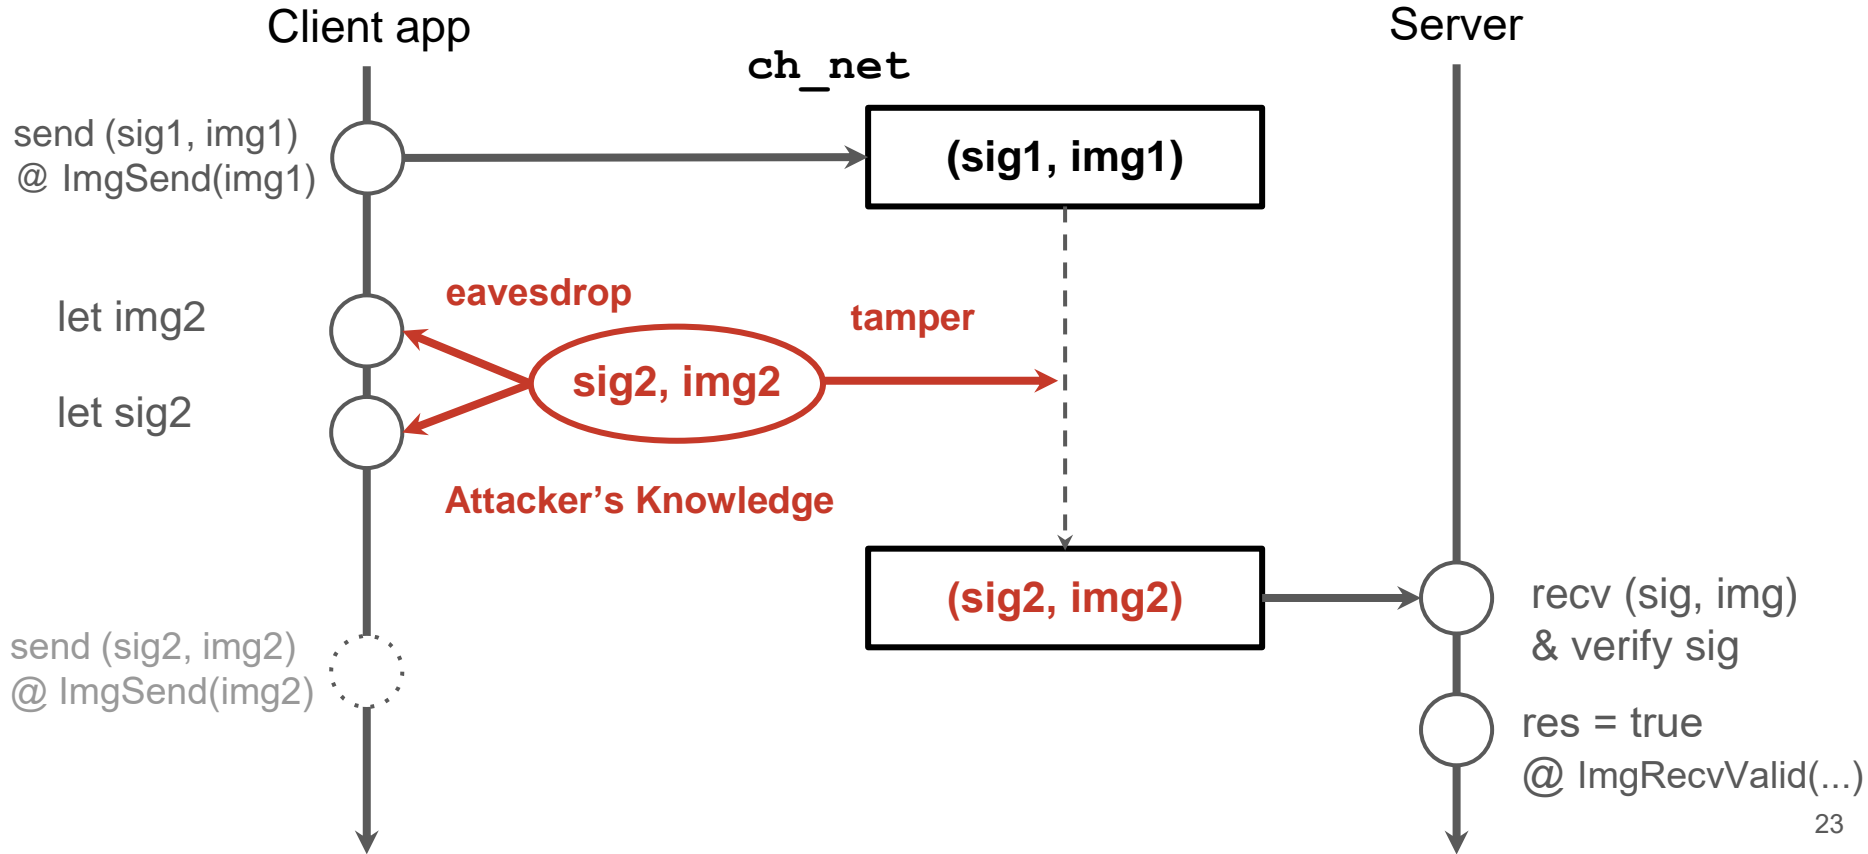 Client app
Server
ch_net
send (sig1, img1)
@ ImgSend(img1)
(sig1, img1)
eavesdrop
tamper
let img2
sig2, img2
let sig2
Attacker’s Knowledge
(sig2, img2)
recv (sig, img)
& verify sig
send (sig2, img2)
@ ImgSend(img2)
res = true
@ ImgRecvValid(...)
23